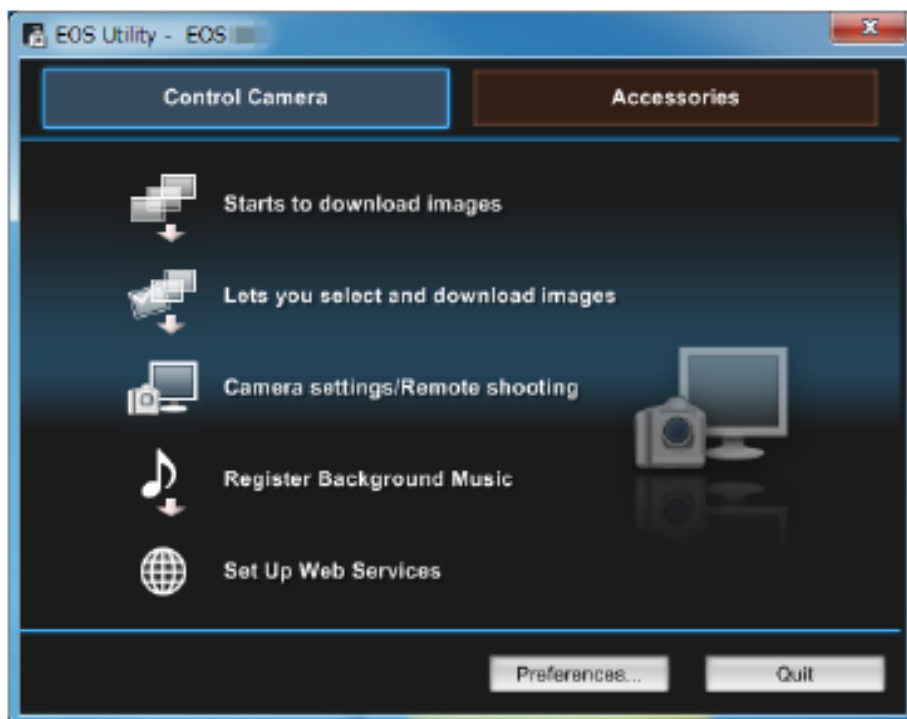 EOS Utility - EOS
Control Camera
Accessories
Starts to download images
Lets you select and download images
Camera settings/Remote shooting
Register Background Music
Set Up Web Services
Preferences...
Quit